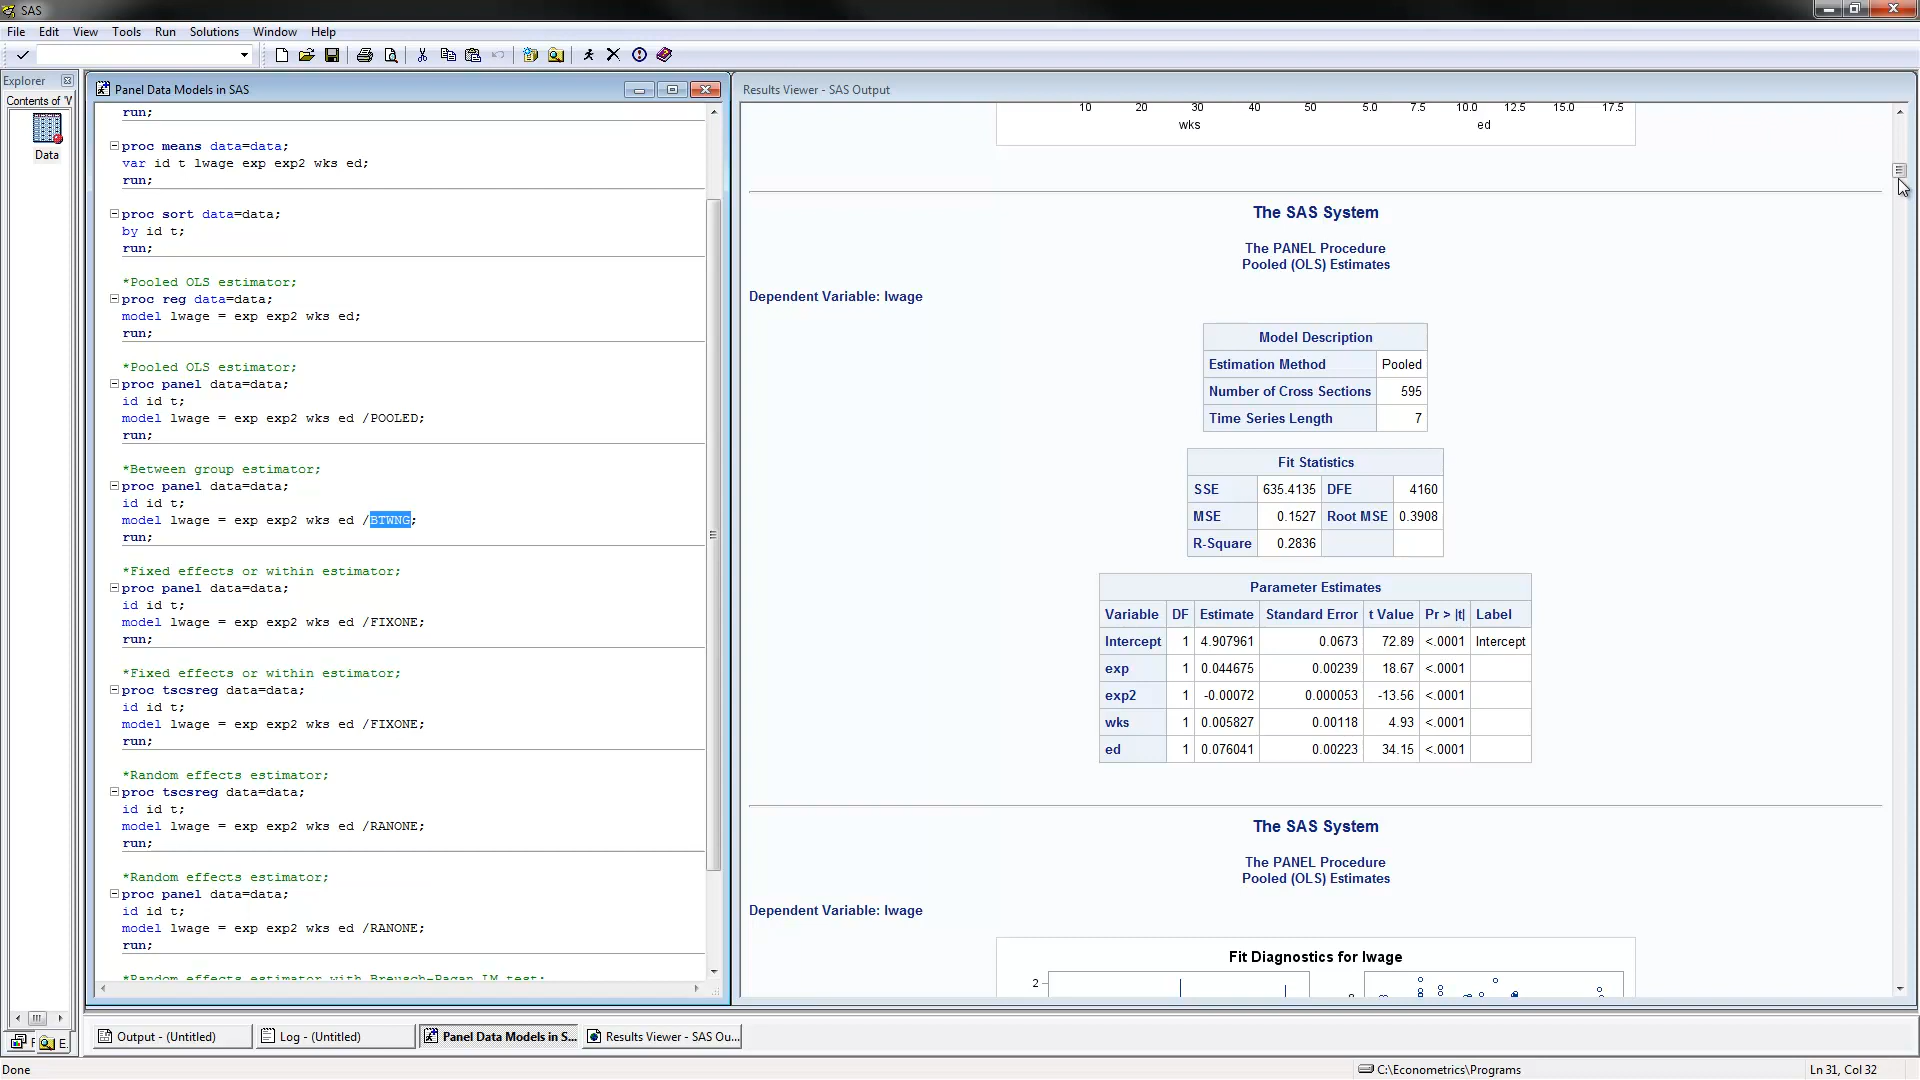 SAS
File Edit View Tools Run Solutions Window Help
Explorer
Contents of 'V
Data
Panel Data Models in SAS
run;
proc means data=data;
var id t lwage exp exp2 wks ed;
run;
proc sort data=data;
by id t;
run;
*Pooled OLS estimator;
proc reg data=data;
model lwage = exp exp2 wks ed;
run;
*Pooled OLS estimator;
proc panel data=data;
id id t;
model lwage = exp exp2 wks ed /POOLED;
run;
*Between group estimator;
proc panel data=data;
id id t;
model lwage = exp exp2 wks ed /BTWNG;
run;
*Fixed effects or within estimator;
proc panel data=data;
id id t;
model lwage = exp exp2 wks ed /FIXONE;
run;
*Fixed effects or within estimator;
proc tscsreg data=data;
id id t;
model lwage = exp exp2 wks ed /FIXONE;
run;
*Random effects estimator;
proc tscsreg data=data;
id id t;
model lwage = exp exp2 wks ed /RANONE;
run;
*Random effects estimator;
proc panel data=data;
id id t;
model lwage = exp exp2 wks ed /RANONE;
run;
*Random effects estimator with Breusch-Pagan LM test;
Results Viewer - SAS Output
10 20 30 40 50 5.0 7.5 10.0 12.5 15.0 17.5
wks ed
The SAS System
The PANEL Procedure
Pooled (OLS) Estimates
Dependent Variable: lwage
Model Description
Estimation Method Pooled
Number of Cross Sections 595
Time Series Length 7
Fit Statistics
SSE 635.4135 DFE 4160
MSE 0.1527 Root MSE 0.3908
R-Square 0.2836
Parameter Estimates
Variable DF Estimate Standard Error t Value Pr > |t| Label
Intercept 1 4.907961 0.0673 72.89 <.0001 Intercept
exp 1 0.044675 0.00239 18.67 <.0001
exp2 1 -0.00072 0.000053 -13.56 <.0001
wks 1 0.005827 0.00118 4.93 <.0001
ed 1 0.076041 0.00223 34.15 <.0001
The SAS System
The PANEL Procedure
Pooled (OLS) Estimates
Dependent Variable: lwage
Fit Diagnostics for lwage
2
E.
Output - (Untitled) Log - (Untitled) Panel Data Models in S... Results Viewer - SAS Ou...
Done C:\Econometrics\Programs Ln 31, Col 32